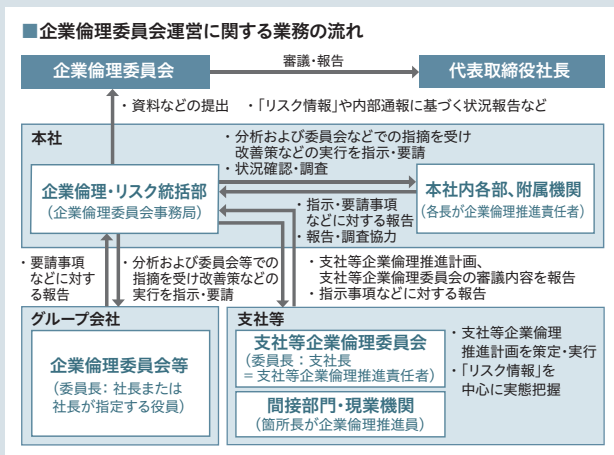 ■企業倫理委員会運営に関する業務の流れ
企業倫理委員会
審議・報告
代表取締役社長
・資料などの提出 ・「リスク情報」や内部通報に基づく状況報告など
本社
・分析および委員会などでの指摘を受け
改善策などの実行を指示・要請
・状況確認・調査
企業倫理・リスク統括部
(企業倫理委員会事務局)
本社内各部、附属機関
(各長が企業倫理推進責任者)
・指示・要請事項
などに対する報告
・報告・調査協力
・要請事項
などに対す
る報告
・分析および委員会等での
指摘を受け改善策などの
実行を指示・要請
・支社等企業倫理推進計画、
支社等企業倫理委員会の審議内容を報告
・指示事項などに対する報告
グループ会社
企業倫理委員会等
(委員長:社長または
社長が指定する役員)
支社等
支社等企業倫理委員会
(委員長:支社長
=支社等企業倫理推進責任者)
間接部門・現業機関
(箇所長が企業倫理推進員)
・支社等企業倫理
推進計画を策定・実行
・「リスク情報」を
中心に実態把握